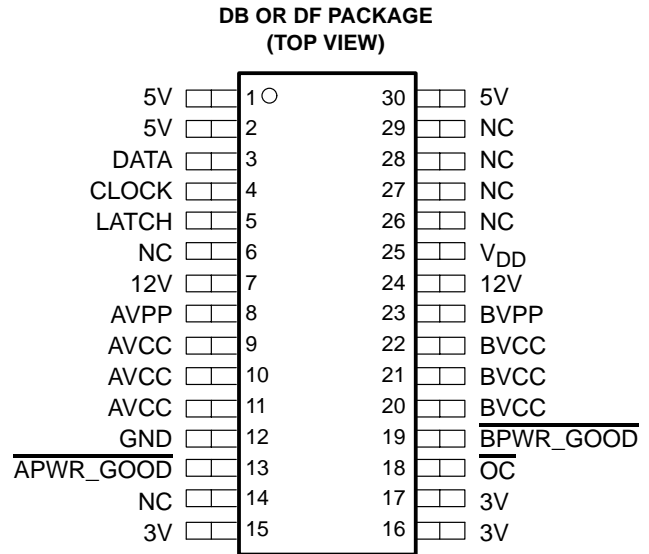 DB OR DF PACKAGE
(TOP VIEW)
5V 1 30 5V
5V 2 29 NC
DATA 3 28 NC
CLOCK 4 27 NC
LATCH 5 26 NC
NC 6 25 VDD
12V 7 24 12V
AVPP 8 23 BVPP
AVCC 9 22 BVCC
AVCC 10 21 BVCC
AVCC 11 20 BVCC
GND 12 19 BPWR_GOOD
APWR_GOOD 13 18 OC
NC 14 17 3V
3V 15 16 3V